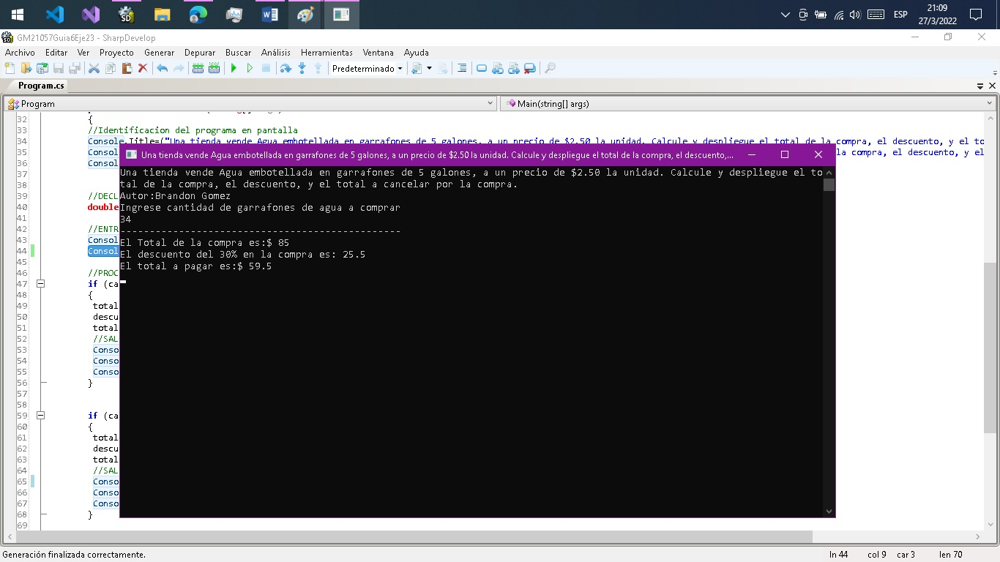 ESP
21:09
27/3/2022
GM21057Guia6Eje23 - SharpDevelop
Archivo Editar Ver Proyecto Generar Depurar Buscar Análisis Herramientas Ventana Ayuda
Predeterminado
Program.cs
Program
Main(string[] args)
32 {
33 //Identificacion del programa en pantalla
34 Console.Title=("Una tienda vende Agua embotellada en garrafones de 5 galones, a un precio de $2.50 la unidad. Calcule y despliegue el total de la compra, el descuento, y el to
35 Consol la compra, el descuento, y el
36 Consol
37
38
39 //DECL
40 double
41
42 //ENTR
43 Consol
44 Consol
45
46 //PROC
47 if (ca
48 {
49 total
50 descu
51 total
52 //SAL
53 Conso
54 Conso
55 Conso
56 }
57
58
59 if (ca
60 {
61 total
62 descu
63 total
64 //SAL
65 Conso
66 Conso
67 Conso
68 }
69
Una tienda vende Agua embotellada en garrafones de 5 galones, a un precio de $2.50 la unidad. Calcule y despliegue el total de la compra, el descuento,...
Una tienda vende Agua embotellada en garrafones de 5 galones, a un precio de $2.50 la unidad. Calcule y despliegue el to
tal de la compra, el descuento, y el total a cancelar por la compra.
Autor:Brandon Gomez
Ingrese cantidad de garrafones de agua a comprar
34
------------------------------------------------
El Total de la compra es:$ 85
El descuento del 30% en la compra es: 25.5
El total a pagar es:$ 59.5
Generación finalizada correctamente.
ln 44 col 9 car 3 len 70